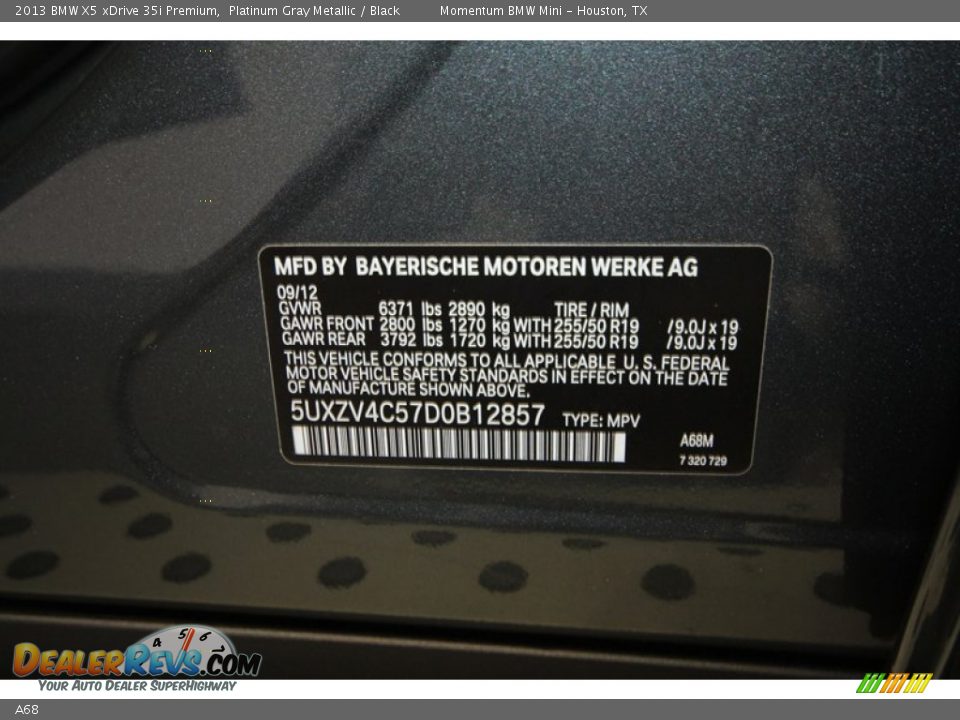 2013 BMW X5 xDrive 35i Premium, Platinum Gray Metallic / Black Momentum BMW Mini - Houston, TX
MFD BY BAYERISCHE MOTOREN WERKE AG
09/12
GVWR 6371 lbs 2890 kg TIRE / RIM
GAWR FRONT 2800 lbs 1270 kg WITH 255/50 R19 /9.0J x 19
GAWR REAR 3792 lbs 1720 kg WITH 255/50 R19 /9.0J x 19
THIS VEHICLE CONFORMS TO ALL APPLICABLE U. S. FEDERAL
MOTOR VEHICLE SAFETY STANDARDS IN EFFECT ON THE DATE
OF MANUFACTURE SHOWN ABOVE.
5UXZV4C57D0B12857 TYPE: MPV
A68M
7 320 729
4 5 6
DEALERREVS.COM
YOUR AUTO DEALER SUPERHIGHWAY
A68